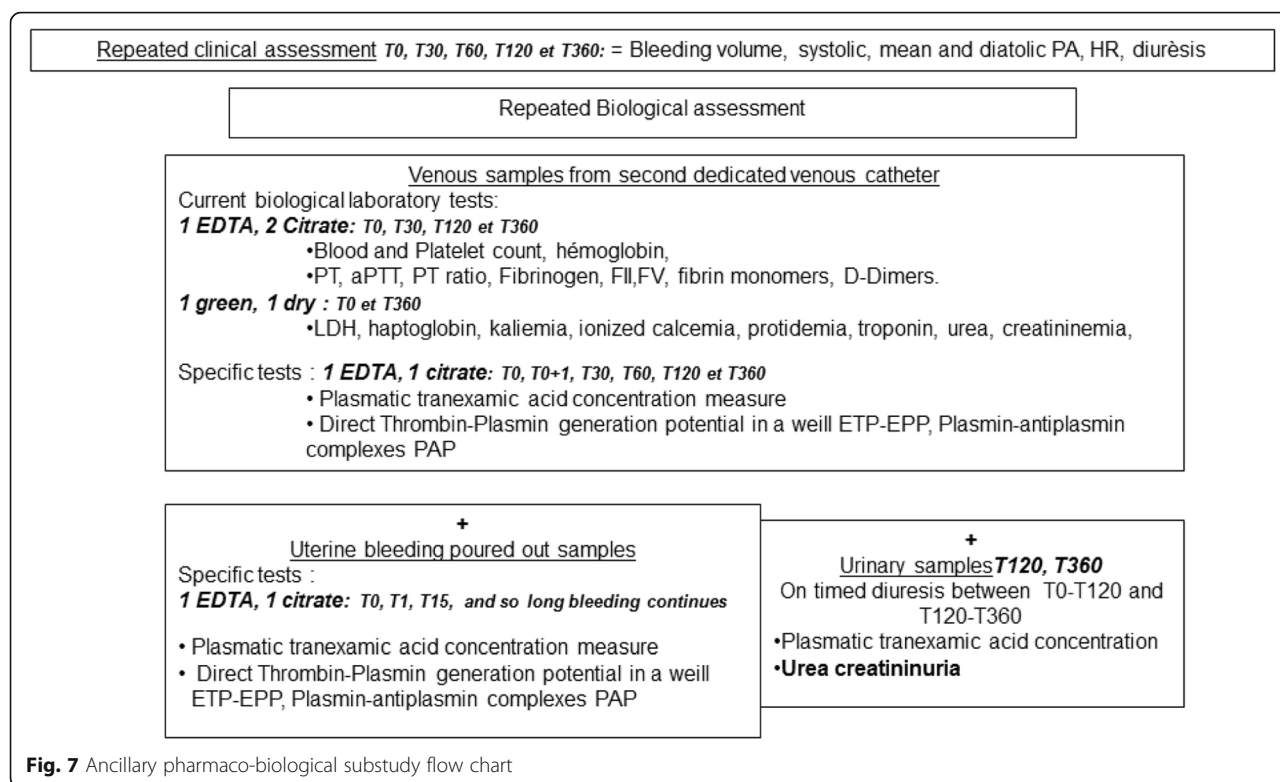 Repeated clinical assessment T0, T30, T60, T120 et T360: = Bleeding volume, systolic, mean and diatolic PA, HR, diurèsis
Repeated Biological assessment
Venous samples from second dedicated venous catheter
Current biological laboratory tests:
1 EDTA, 2 Citrate: T0, T30, T120 et T360
•Blood and Platelet count, hémoglobin,
•PT, aPTT, PT ratio, Fibrinogen, FII,FV, fibrin monomers, D-Dimers.
1 green, 1 dry : T0 et T360
•LDH, haptoglobin, kaliemia, ionized calcemia, protidemia, troponin, urea, creatininemia,
Specific tests : 1 EDTA, 1 citrate: T0, T0+1, T30, T60, T120 et T360
• Plasmatic tranexamic acid concentration measure
• Direct Thrombin-Plasmin generation potential in a weill ETP-EPP, Plasmin-antiplasmin
complexes PAP
+
Uterine bleeding poured out samples
Specific tests :
1 EDTA, 1 citrate: T0, T1, T15, and so long bleeding continues
• Plasmatic tranexamic acid concentration measure
• Direct Thrombin-Plasmin generation potential in a weill
ETP-EPP, Plasmin-antiplasmin complexes PAP
+
Urinary samples T120, T360
On timed diuresis between T0-T120 and
T120-T360
•Plasmatic tranexamic acid concentration
•Urea creatininuria
Fig. 7 Ancillary pharmaco-biological substudy flow chart